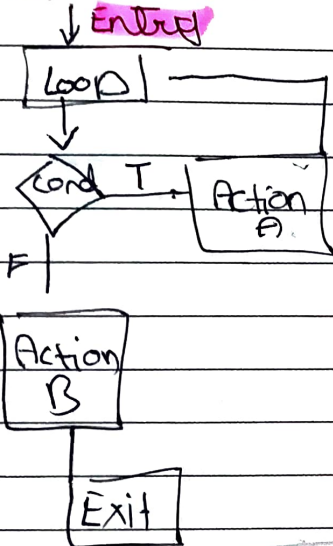 Entry
Loop
Cond T
Action
A
F
Action
B
Exit